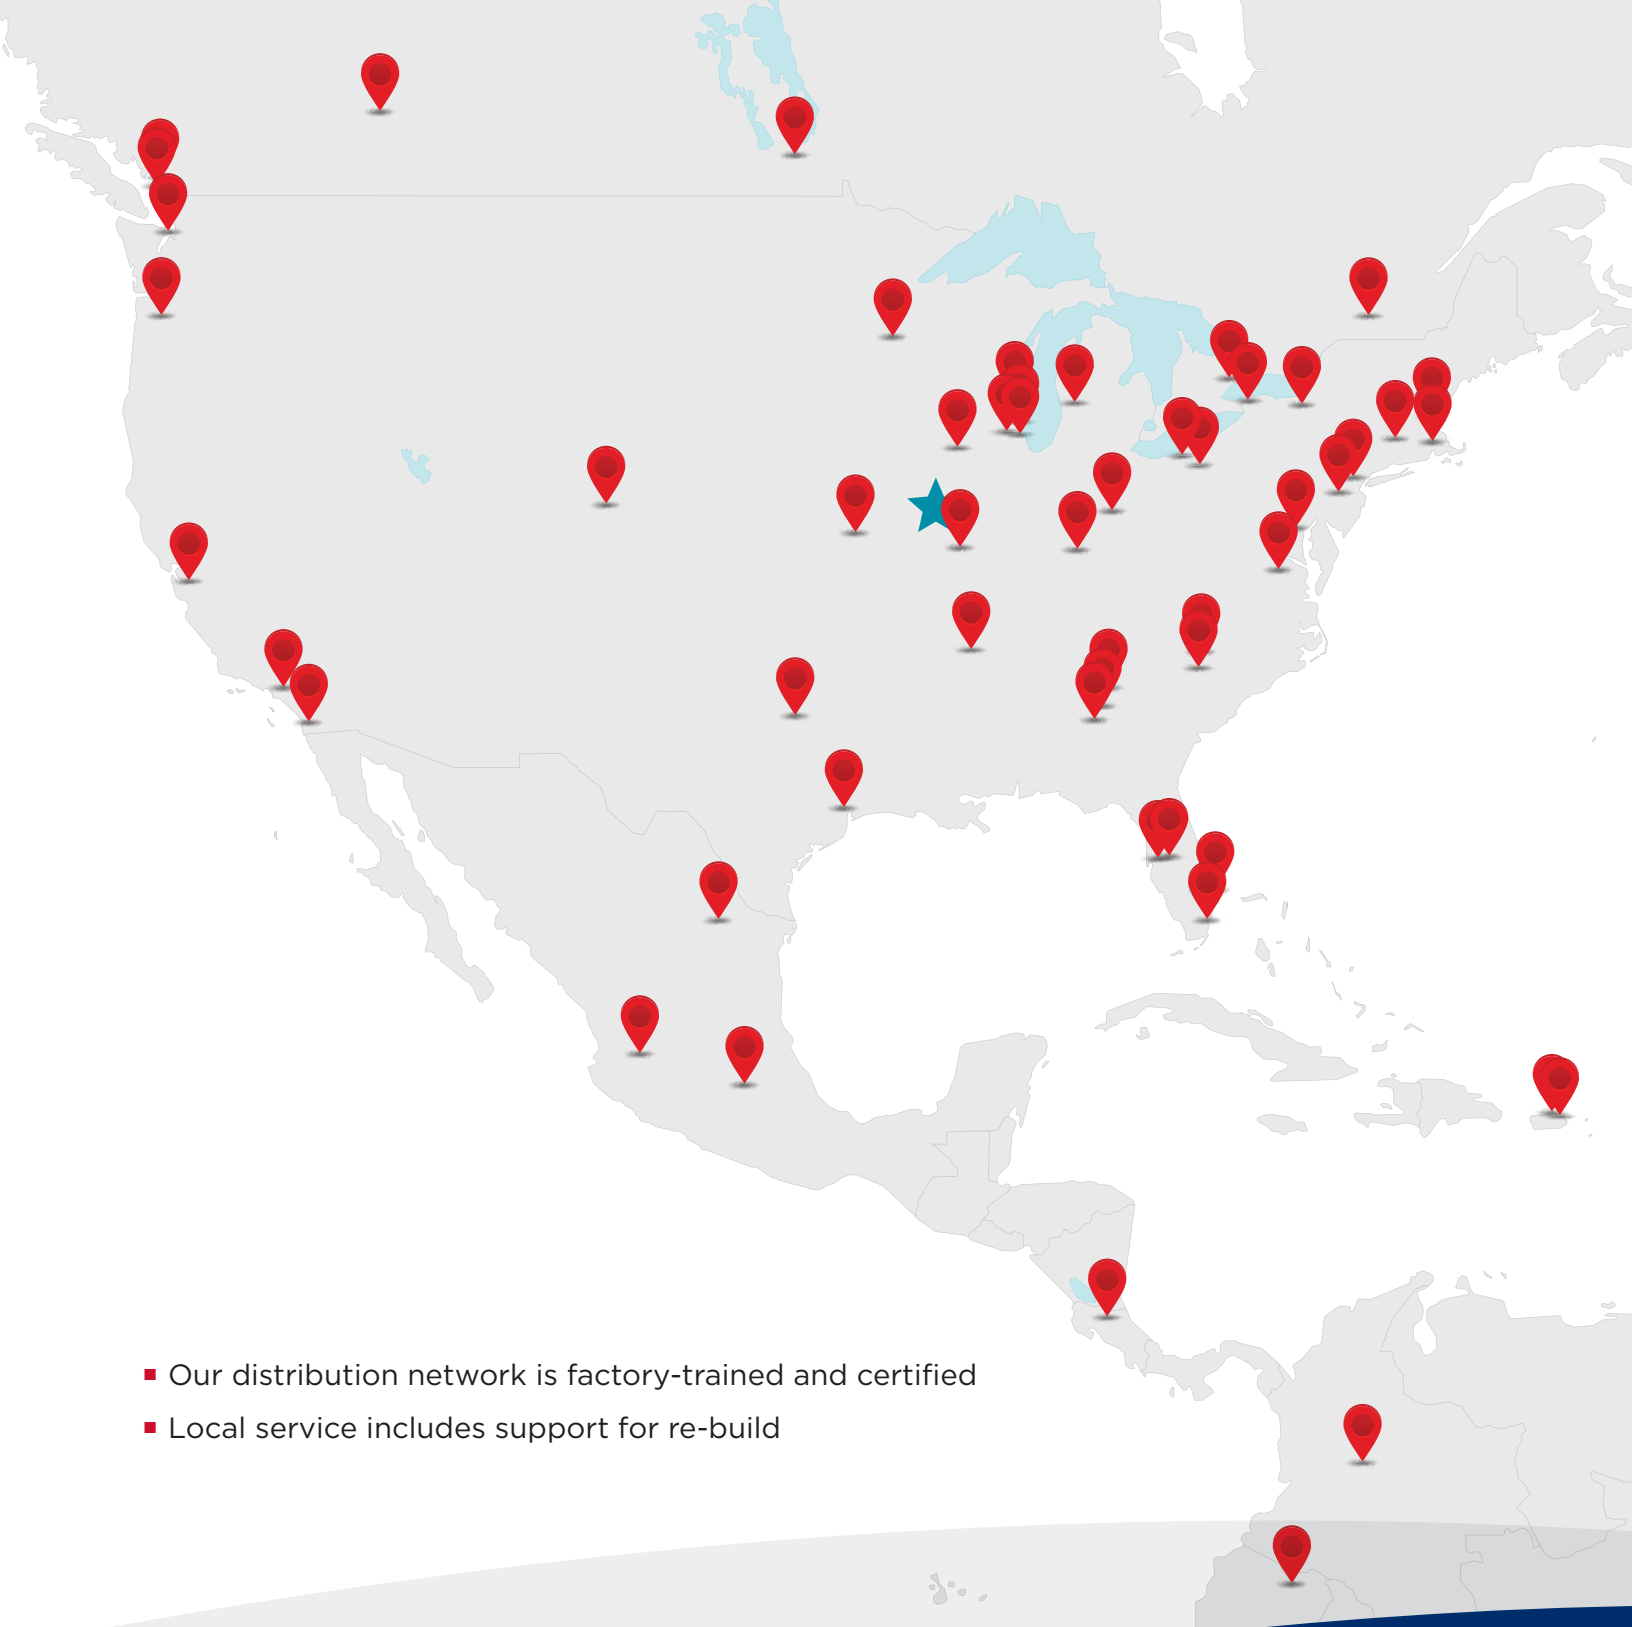 Our distribution network is factory-trained and certified
Local service includes support for re-build